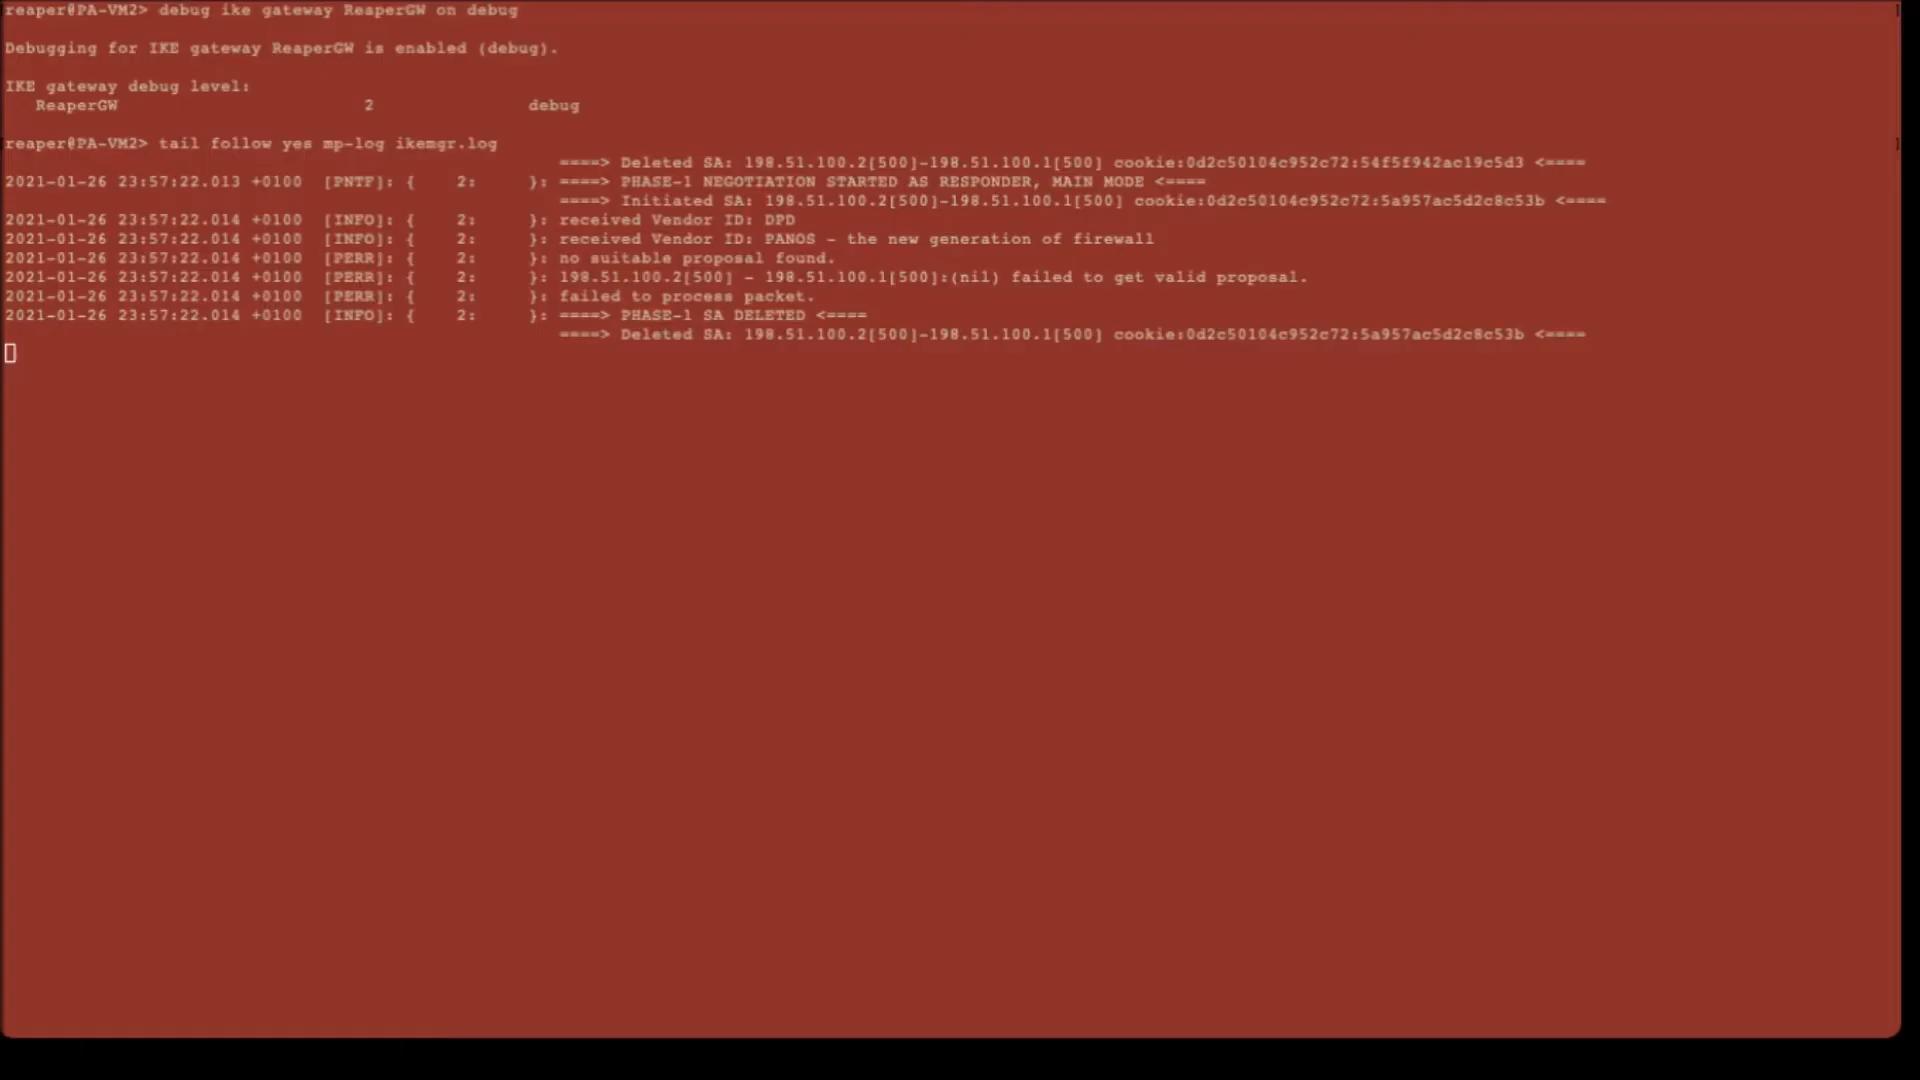 reaper@PA-VM2> debug ike gateway ReaperGW on debug
Debugging for IKE gateway ReaperGW is enabled (debug).
IKE gateway debug level:
ReaperGW 2 debug
reaper@PA-VM2> tail follow yes mp-log ikemgr.log
====> Deleted SA: 198.51.100.2[500]-198.51.100.1[500] cookie:0d2c50104c952c72:54f5f942ac19c5d3 <====
2021-01-26 23:57:22.013 +0100  [PNTF]: {    2:     }: ====> PHASE-1 NEGOTIATION STARTED AS RESPONDER, MAIN MODE <====
====> Initiated SA: 198.51.100.2[500]-198.51.100.1[500] cookie:0d2c50104c952c72:5a957ac5d2c8c53b <====
2021-01-26 23:57:22.014 +0100  [INFO]: {    2:     }: received Vendor ID: DPD
2021-01-26 23:57:22.014 +0100  [INFO]: {    2:     }: received Vendor ID: PANOS - the new generation of firewall
2021-01-26 23:57:22.014 +0100  [PERR]: {    2:     }: no suitable proposal found.
2021-01-26 23:57:22.014 +0100  [PERR]: {    2:     }: 198.51.100.2[500] - 198.51.100.1[500]:(nil) failed to get valid proposal.
2021-01-26 23:57:22.014 +0100  [PERR]: {    2:     }: failed to process packet.
2021-01-26 23:57:22.014 +0100  [INFO]: {    2:     }: ====> PHASE-1 SA DELETED <====
====> Deleted SA: 198.51.100.2[500]-198.51.100.1[500] cookie:0d2c50104c952c72:5a957ac5d2c8c53b <====